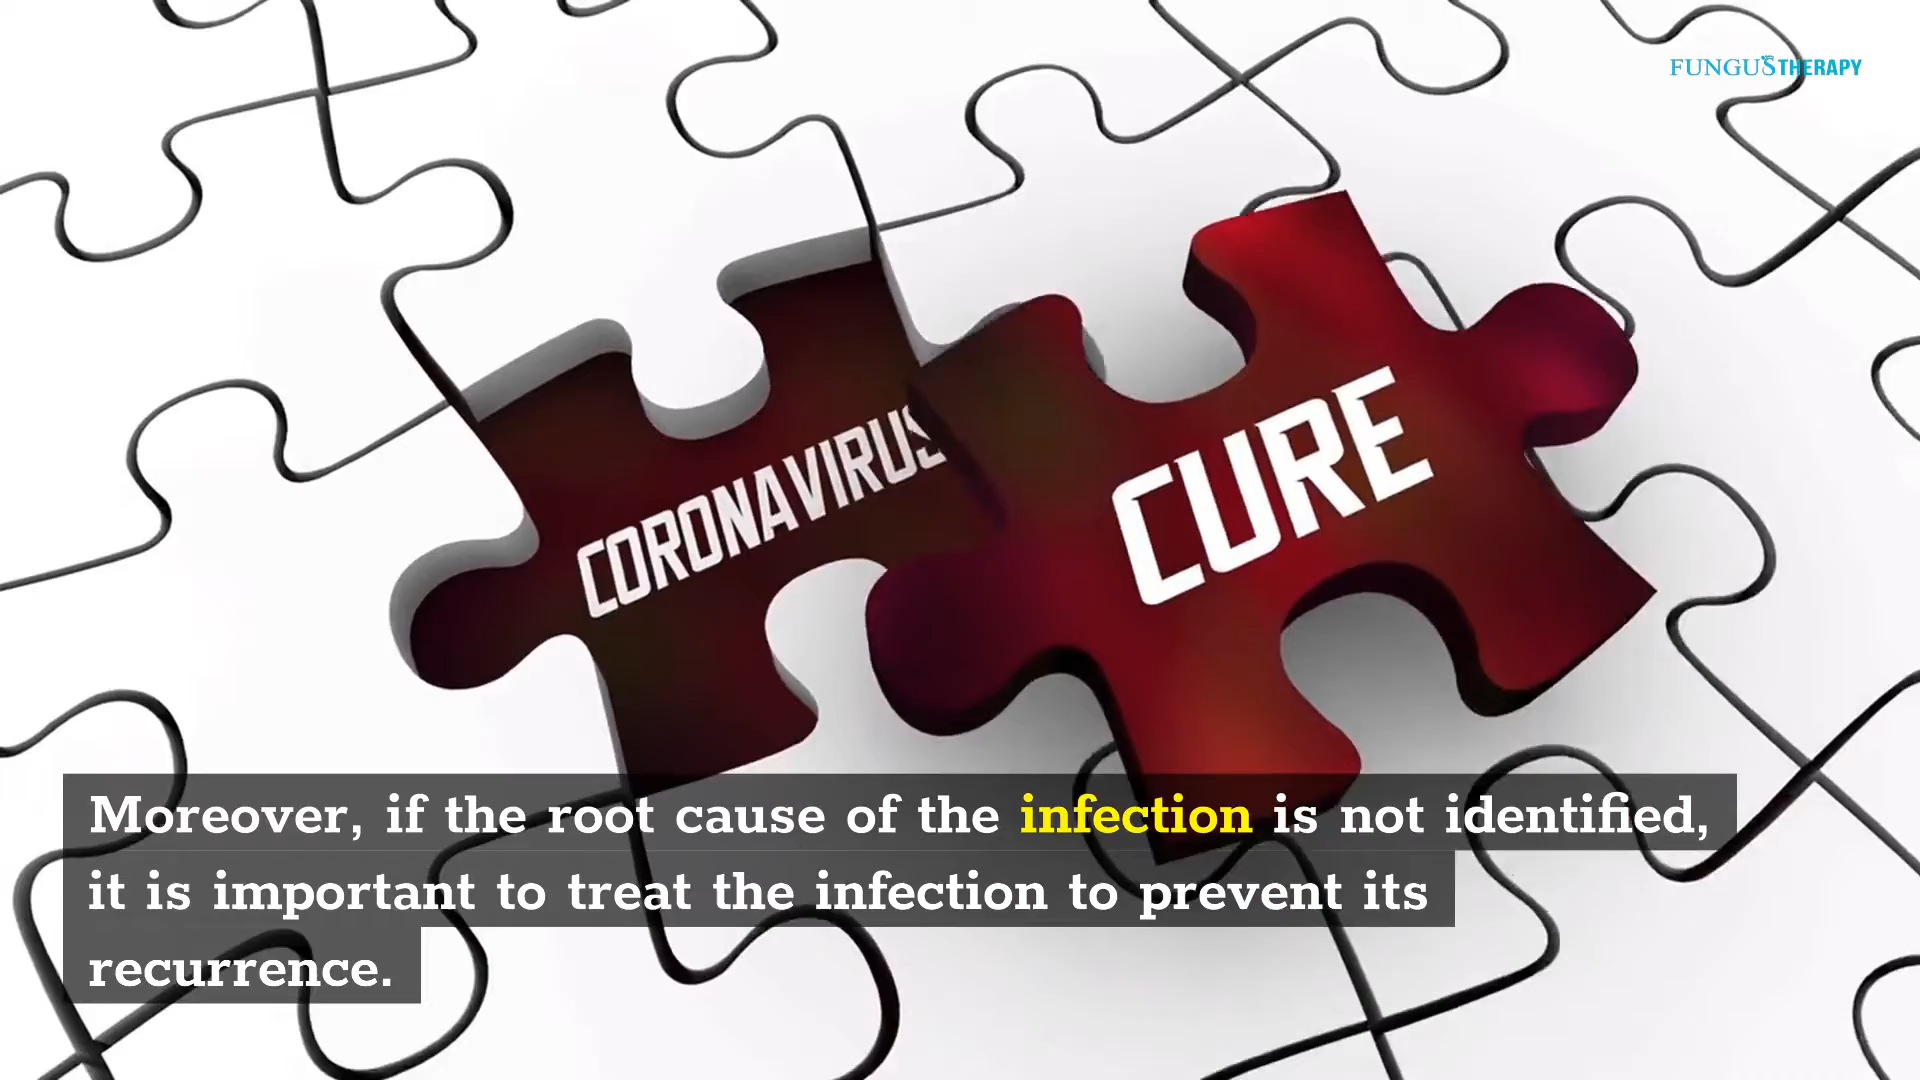 FUNGUSTHERAPY
CORONAVIRUS
CURE
Moreover, if the root cause of the infection is not identified,
it is important to treat the infection to prevent its
recurrence.